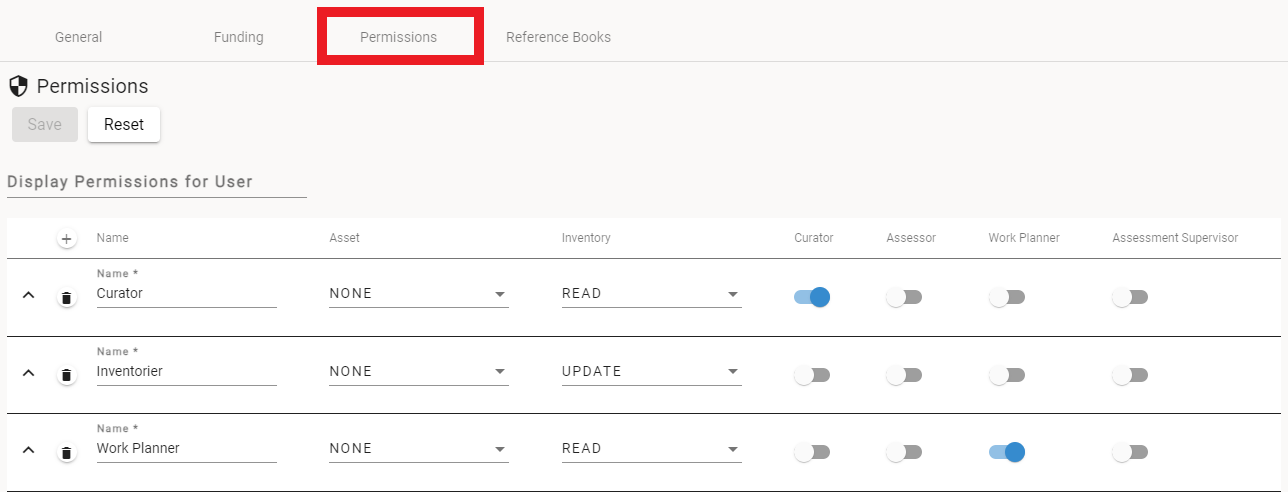 General Funding Permissions Reference Books
Permissions
Save Reset
Display Permissions for User
+ Name Asset Inventory Curator Assessor Work Planner Assessment Supervisor
Name *
Curator NONE READ
Name *
Inventorier NONE UPDATE
Name *
Work Planner NONE READ